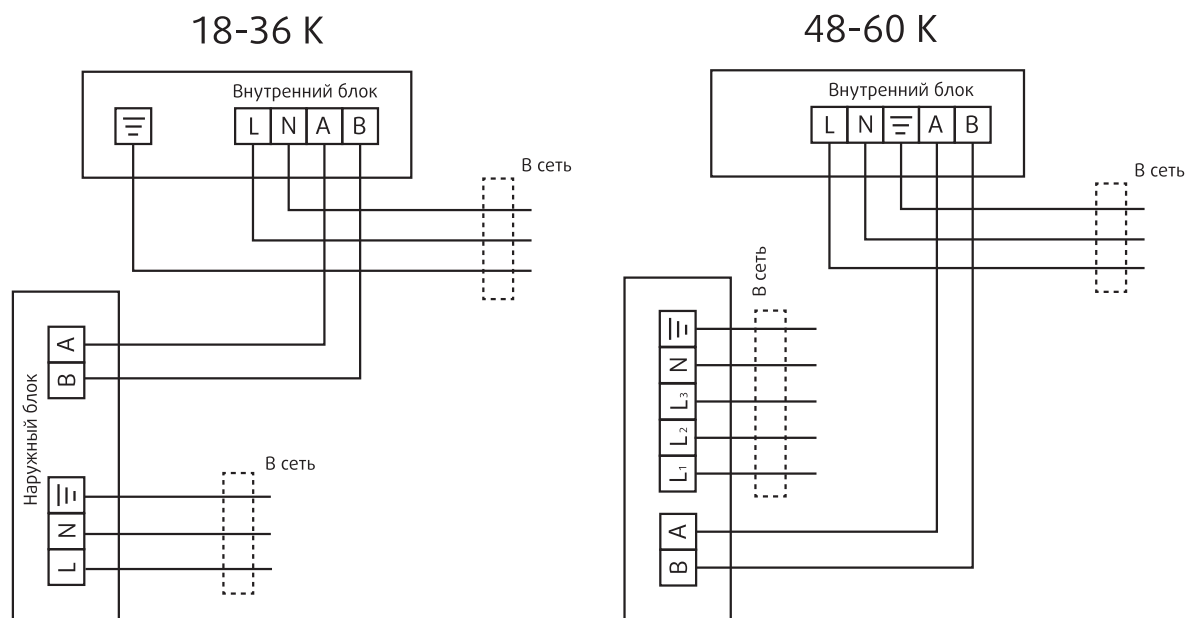 18-36 K
Внутренний блок
L N A B
В сеть
A
B
Наружный блок
В сеть
N
L
48-60 K
Внутренний блок
L N A B
В сеть
В сеть
N
L3
L2
L1
A
B